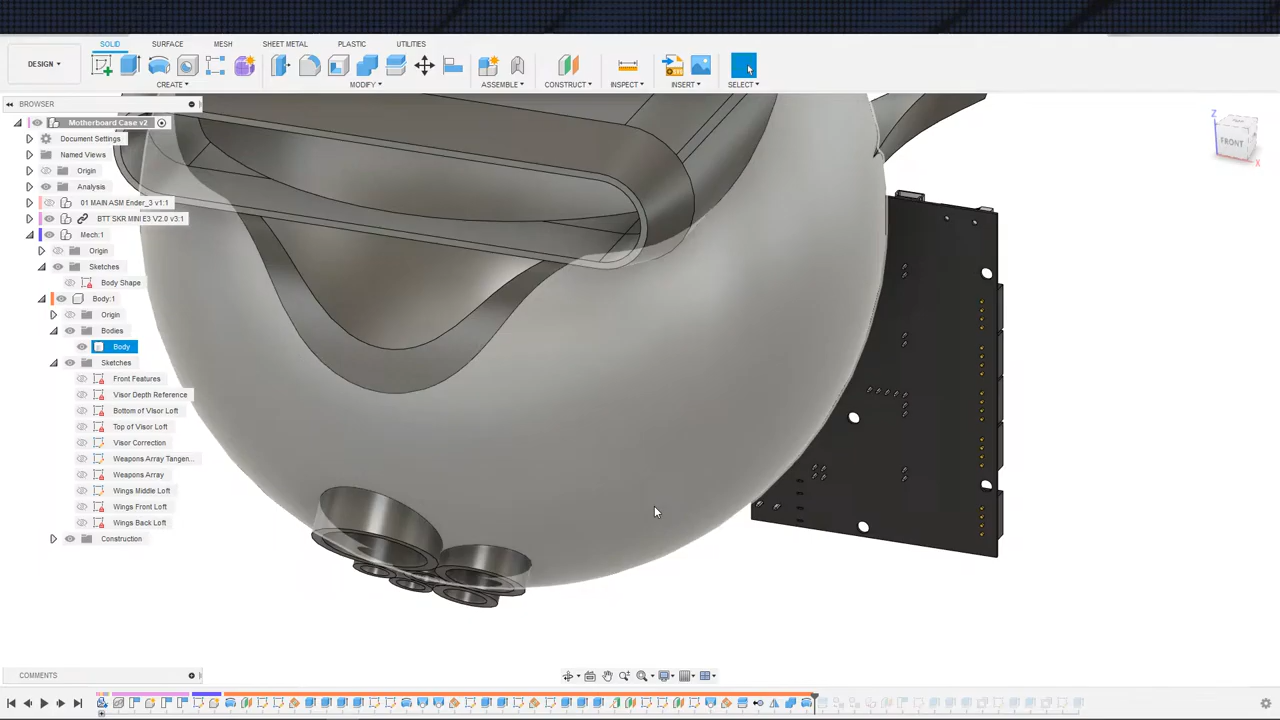 SOLID SURFACE MESH SHEET METAL PLASTIC UTILITIES
DESIGN
CREATE MODIFY ASSEMBLE CONSTRUCT INSPECT INSERT SELECT
BROWSER
Motherboard Case v2
Document Settings
Named Views
Origin
Analysis
01 MAIN ASM Ender_3 v1:1
BTT SKR MINI E3 V2.0 v3:1
Mech:1
Origin
Sketches
Body Shape
Body:1
Origin
Bodies
Body
Sketches
Front Features
Visor Depth Reference
Bottom of Visor Loft
Top of Visor Loft
Visor Correction
Weapons Array Tangen...
Weapons Array
Wings Middle Loft
Wings Front Loft
Wings Back Loft
Construction
Z
FRONT
X
COMMENTS